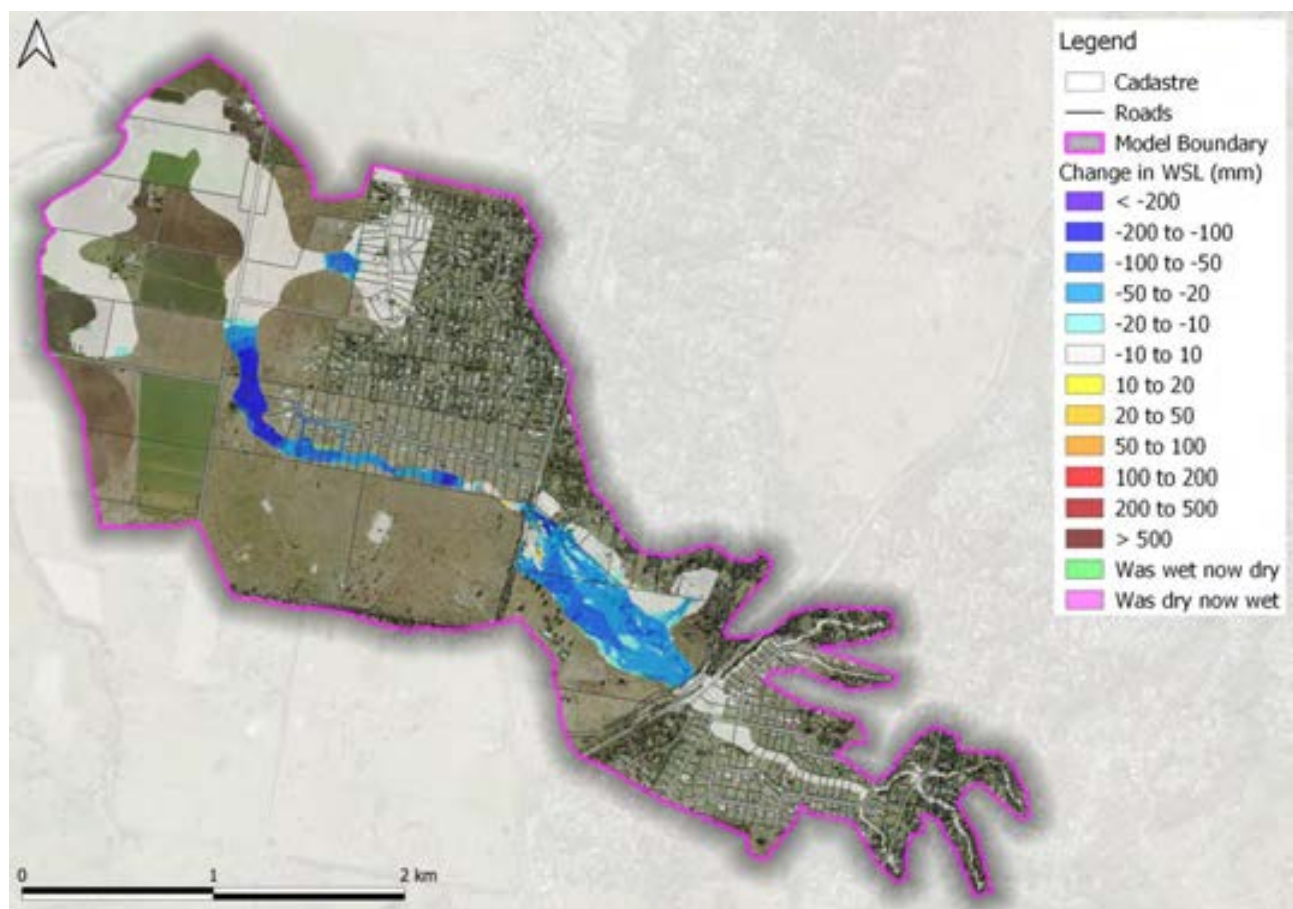 Legend
Cadastre
Roads
Model Boundary
Change in WSL (mm)
< -200
-200 to -100
-100 to -50
-50 to -20
-20 to -10
-10 to 10
10 to 20
20 to 50
50 to 100
100 to 200
200 to 500
> 500
Was wet now dry
Was dry now wet
0 1 2 km